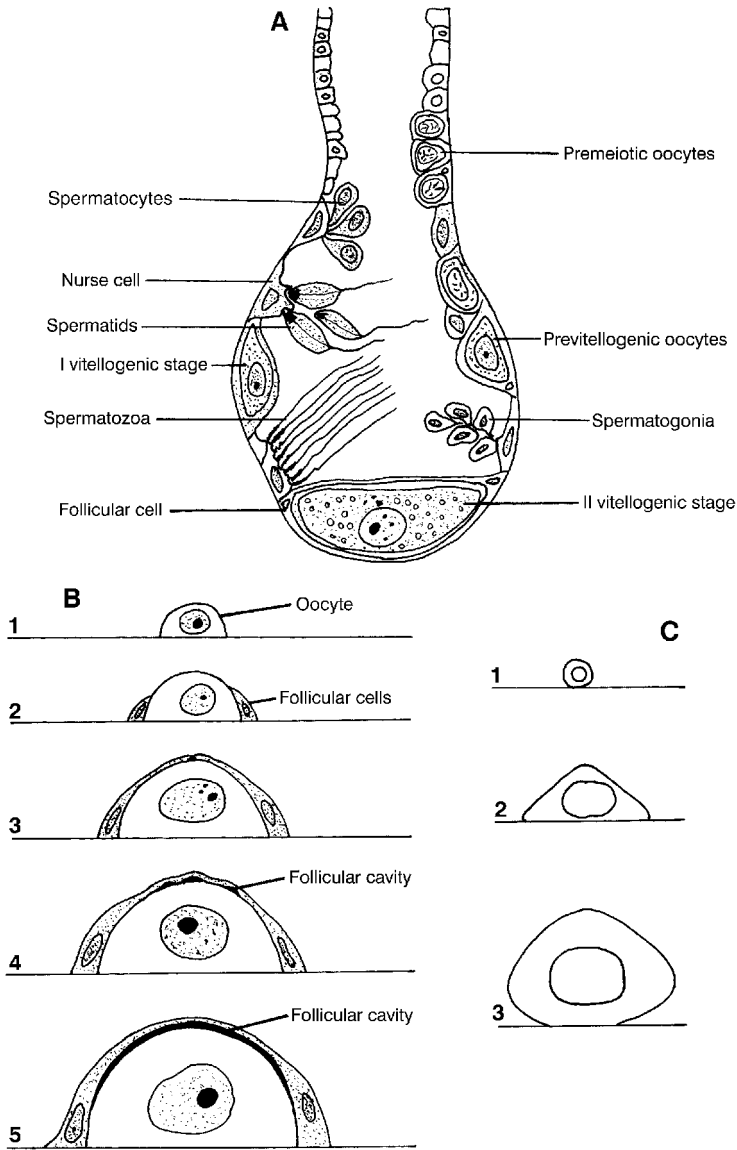 A
Premeiotic oocytes
Spermatocytes
Nurse cell
Spermatids
Previtellogenic oocytes
I vitellogenic stage
Spermatozoa
Spermatogonia
Follicular cell
II vitellogenic stage
B
Oocyte
1
C
1
Follicular cells
2
2
3
Follicular cavity
4
3
Follicular cavity
5